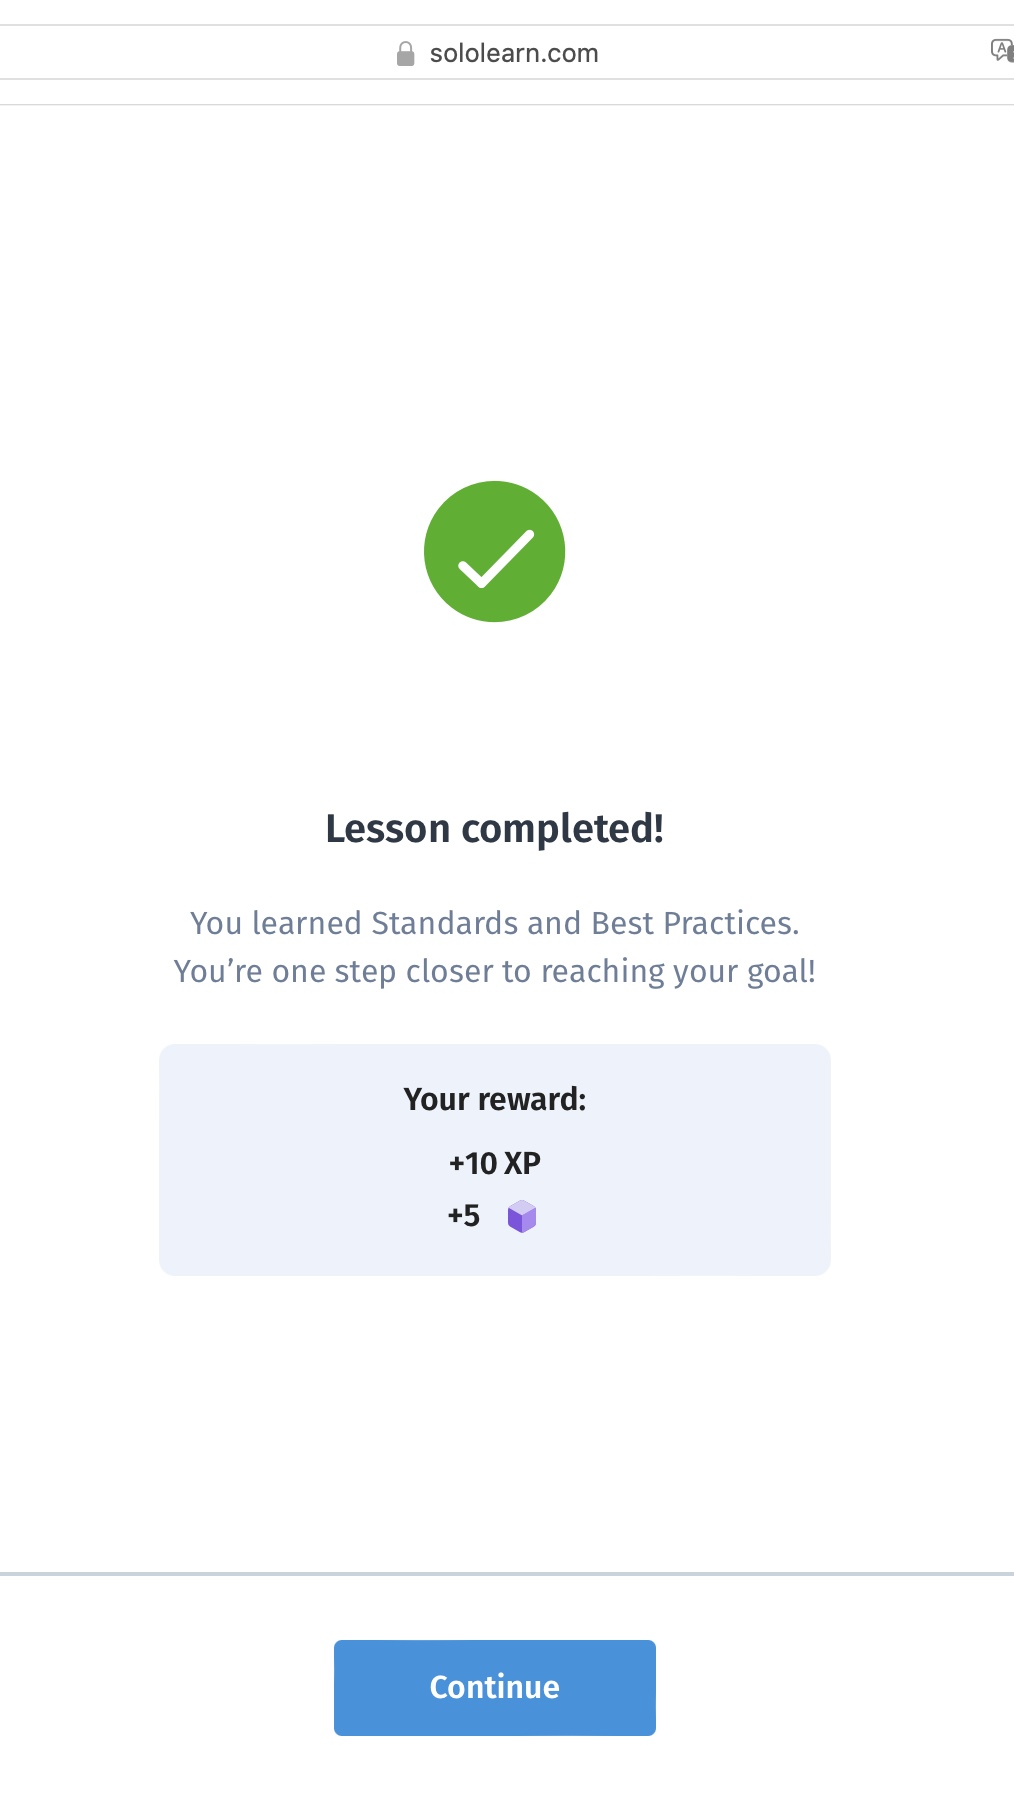 sololearn.com
Lesson completed!
You learned Standards and Best Practices.
You’re one step closer to reaching your goal!
Your reward:
+10 XP
+5
Continue